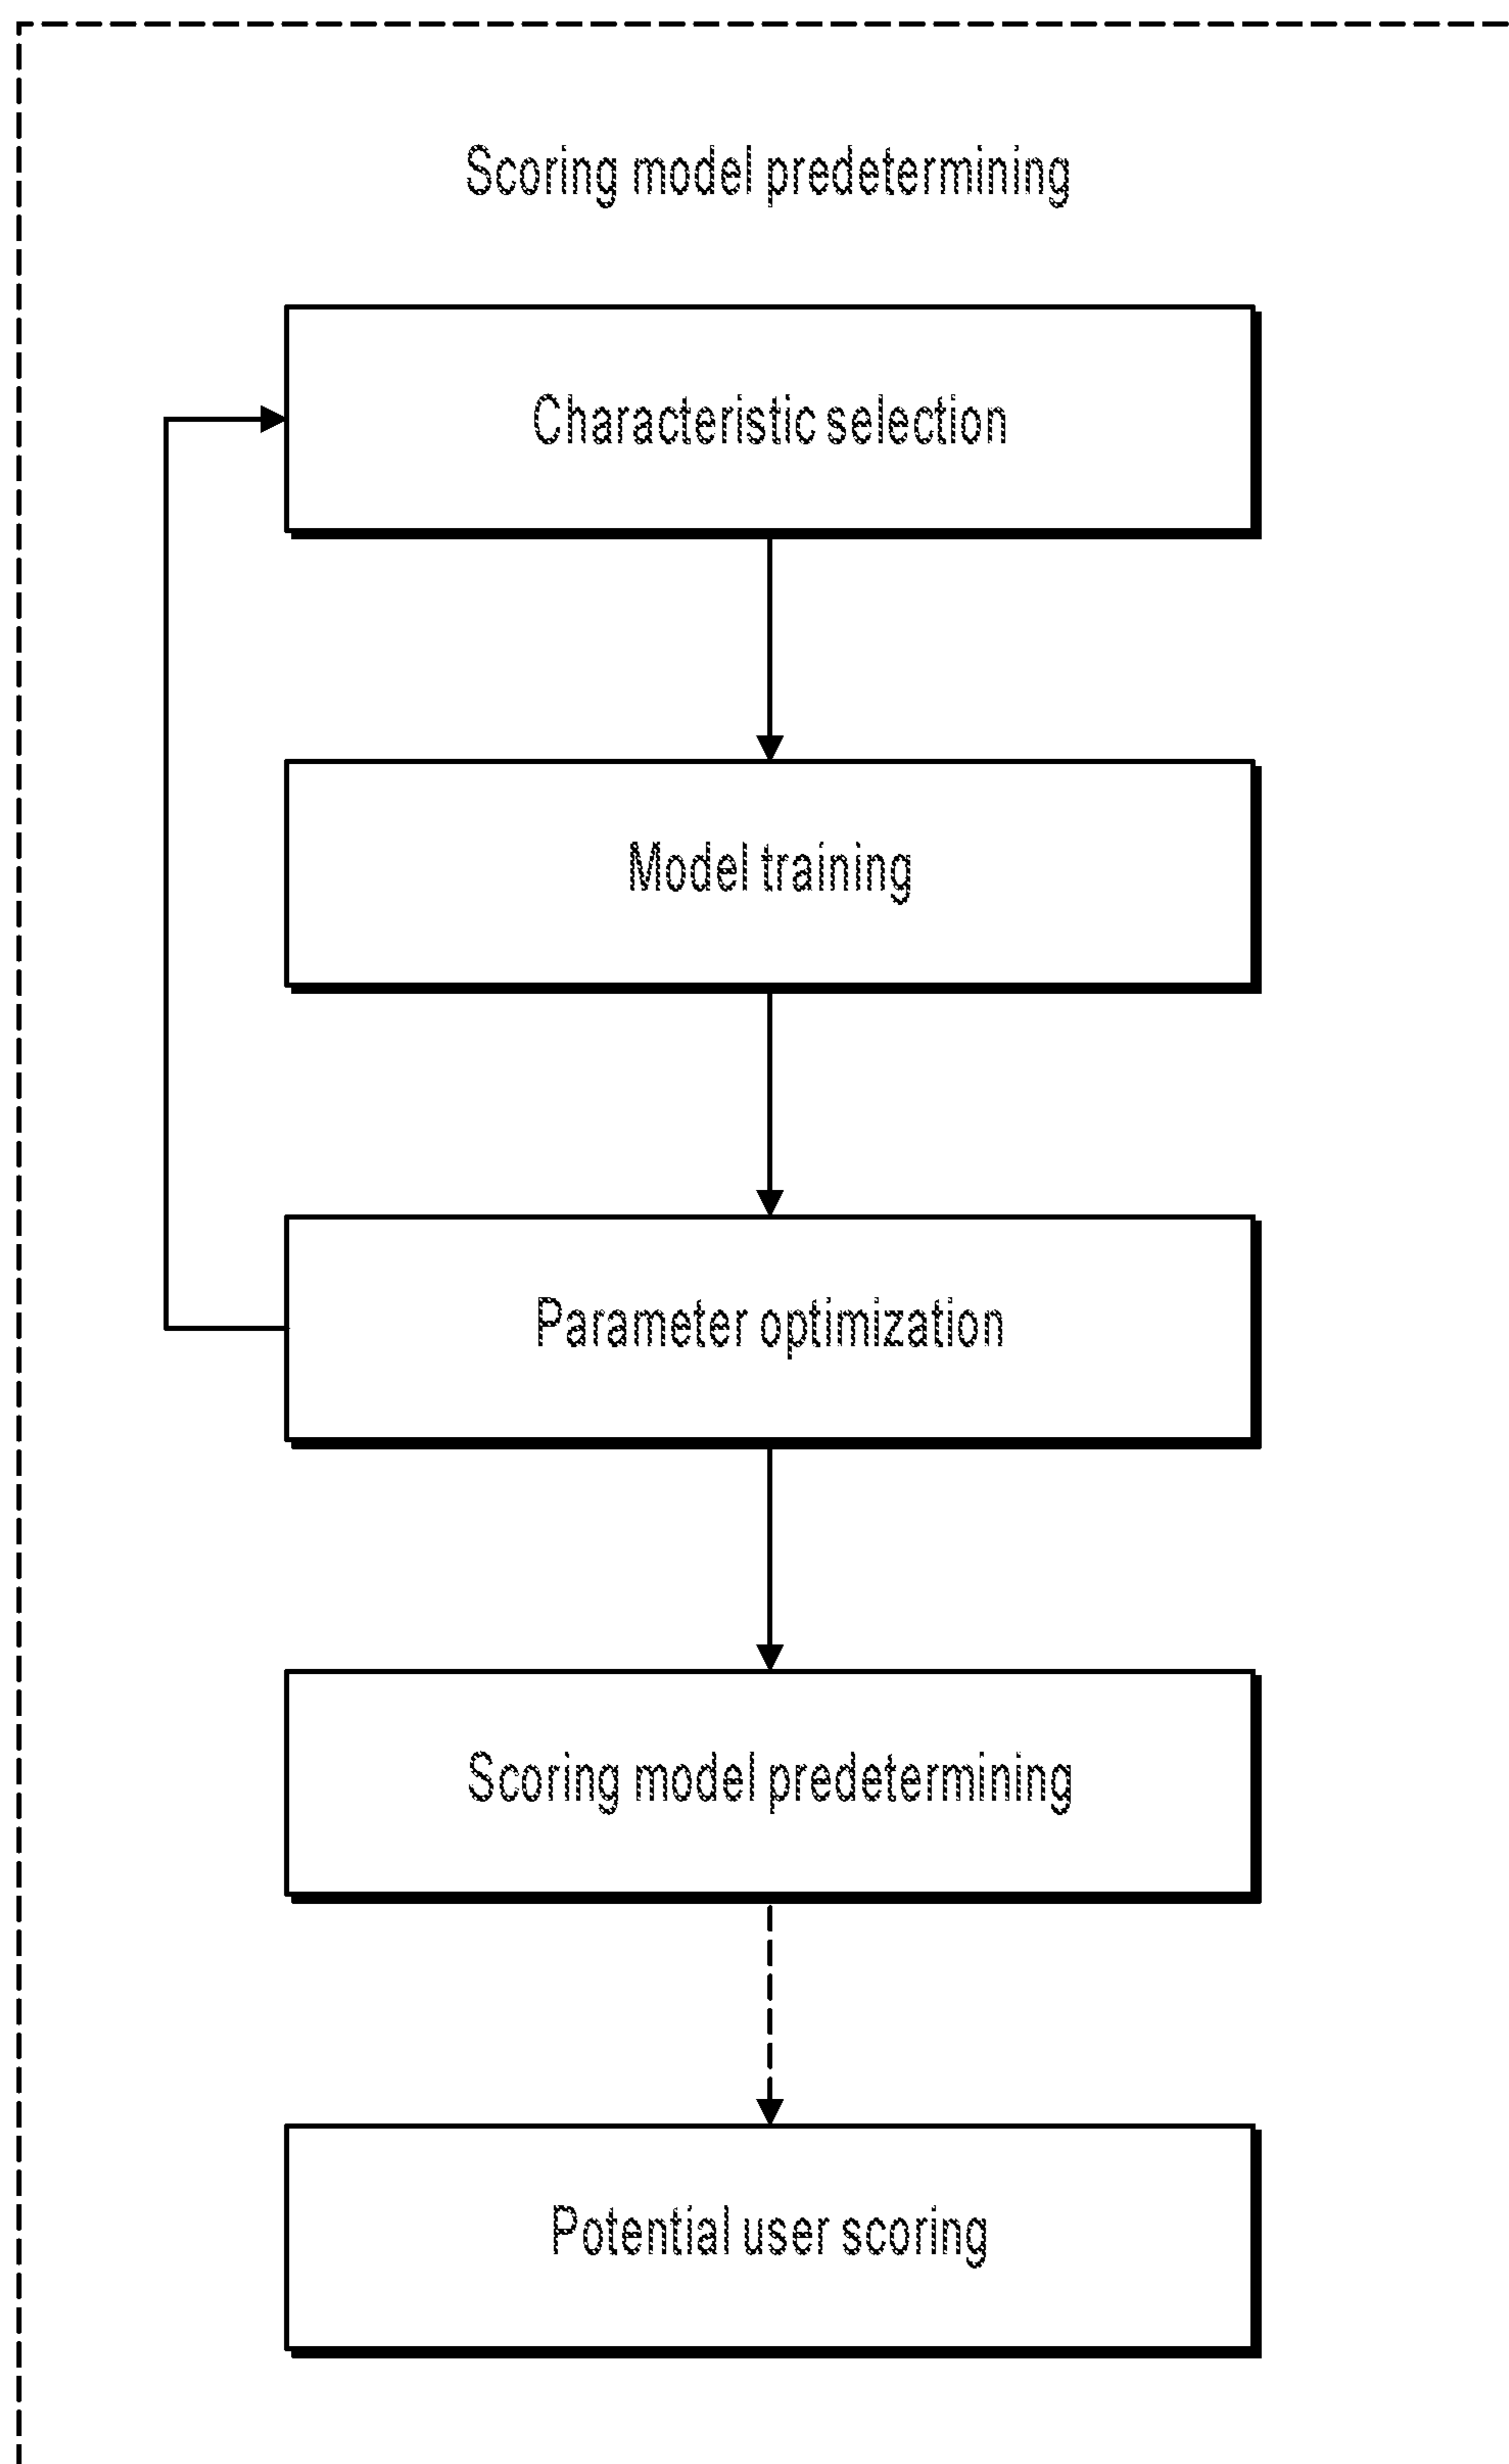 Scoring model predetermining
Characteristic selection
Model training
Parameter optimization
Scoring model predetermining
Potential user scoring